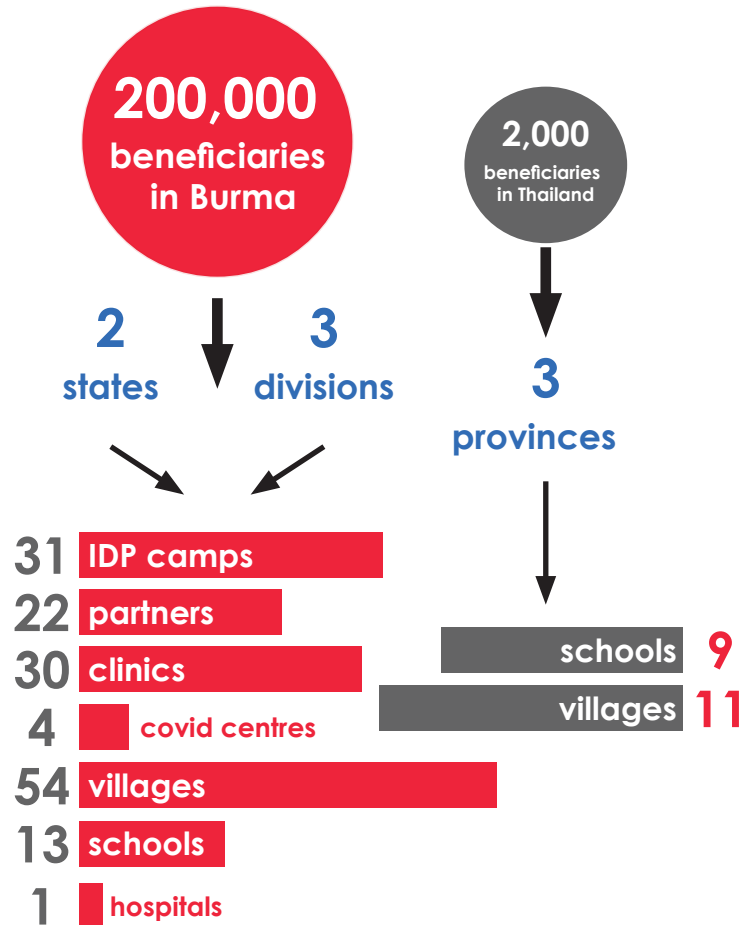 200,000
beneficiaries
in Burma
2,000
beneficiaries
in Thailand
2
states
3
divisions
3
provinces
31 IDP camps
22 partners
30 clinics
4 covid centres
54 villages
13 schools
1 hospitals
schools 9
villages 11